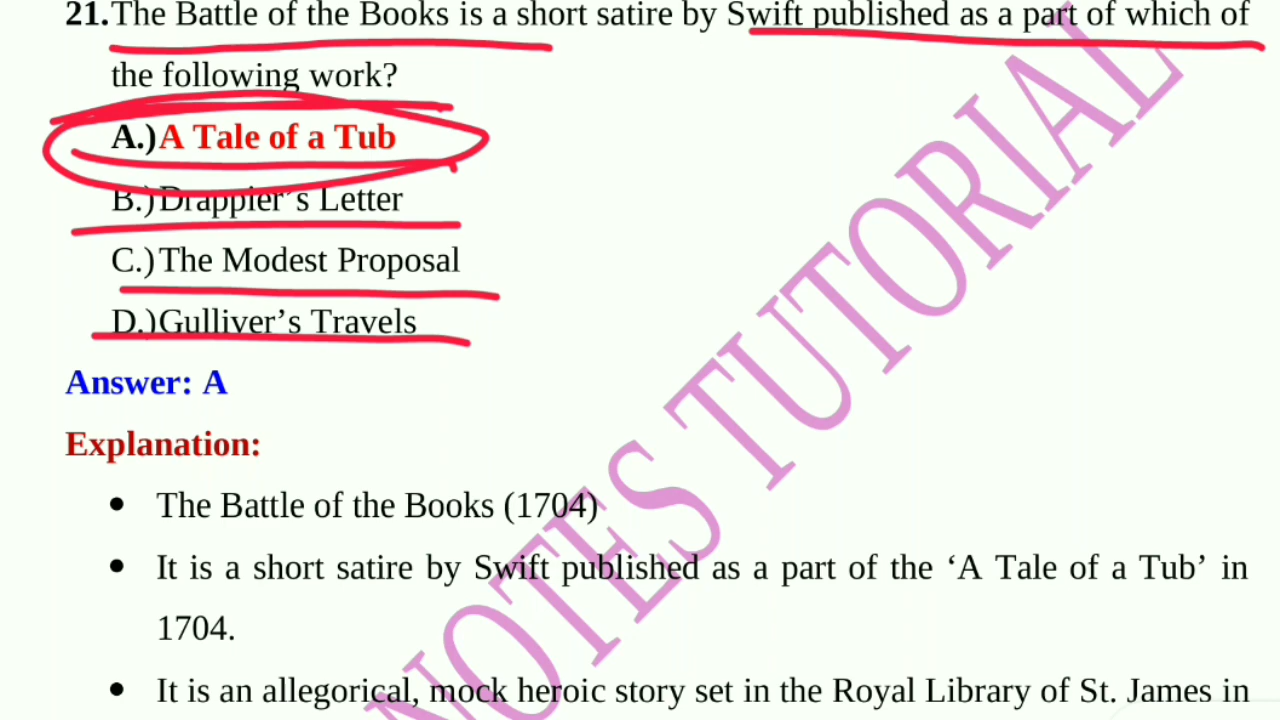 21.The Battle of the Books is a short satire by Swift published as a part of which of
the following work?
A.)A Tale of a Tub
B.)Drappier’s Letter
C.)The Modest Proposal
D.)Gulliver’s Travels
Answer: A
Explanation:
• The Battle of the Books (1704)
• It is a short satire by Swift published as a part of the ‘A Tale of a Tub’ in
1704.
• It is an allegorical, mock heroic story set in the Royal Library of St. James in
NOTES TUTORIAL